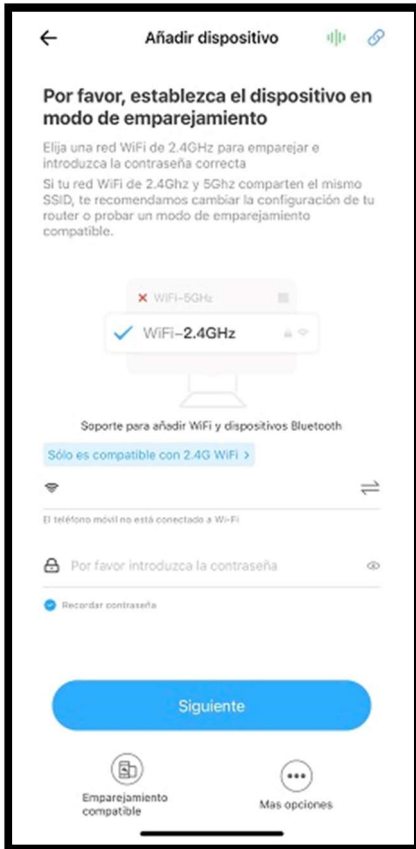 Añadir dispositivo
Por favor, establezca el dispositivo en
modo de emparejamiento
Elija una red WiFi de 2.4GHz para emparejar e
introduzca la contraseña correcta
Si tu red WiFi de 2.4Ghz y 5Ghz comparten el mismo
SSID, te recomendamos cambiar la configuración de tu
router o probar un modo de emparejamiento
compatible.
WiFi-5GHz
WiFi-2.4GHz
Soporte para añadir WiFi y dispositivos Bluetooth
Sólo es compatible con 2.4G WiFi >
El teléfono móvil no está conectado a Wi-Fi
Por favor introduzca la contraseña
Recordar contraseña
Siguiente
Emparejamiento
compatible
Mas opciones